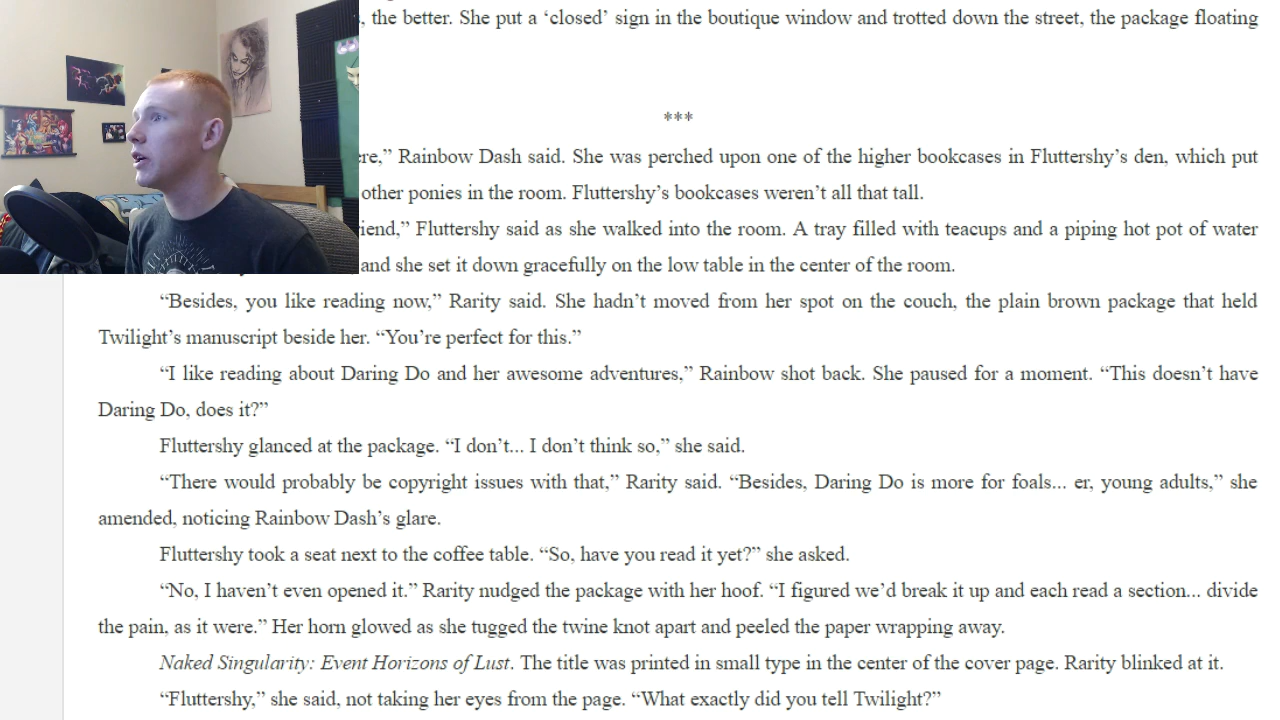 , the better. She put a ‘closed’ sign in the boutique window and trotted down the street, the package floating
***
re,” Rainbow Dash said. She was perched upon one of the higher bookcases in Fluttershy’s den, which put
other ponies in the room. Fluttershy’s bookcases weren’t all that tall.
iend,” Fluttershy said as she walked into the room. A tray filled with teacups and a piping hot pot of water
and she set it down gracefully on the low table in the center of the room.
“Besides, you like reading now,” Rarity said. She hadn’t moved from her spot on the couch, the plain brown package that held
Twilight’s manuscript beside her. “You’re perfect for this.”
“I like reading about Daring Do and her awesome adventures,” Rainbow shot back. She paused for a moment. “This doesn’t have
Daring Do, does it?”
Fluttershy glanced at the package. “I don’t... I don’t think so,” she said.
“There would probably be copyright issues with that,” Rarity said. “Besides, Daring Do is more for foals... er, young adults,” she
amended, noticing Rainbow Dash’s glare.
Fluttershy took a seat next to the coffee table. “So, have you read it yet?” she asked.
“No, I haven’t even opened it.” Rarity nudged the package with her hoof. “I figured we’d break it up and each read a section... divide
the pain, as it were.” Her horn glowed as she tugged the twine knot apart and peeled the paper wrapping away.
Naked Singularity: Event Horizons of Lust. The title was printed in small type in the center of the cover page. Rarity blinked at it.
“Fluttershy,” she said, not taking her eyes from the page. “What exactly did you tell Twilight?”